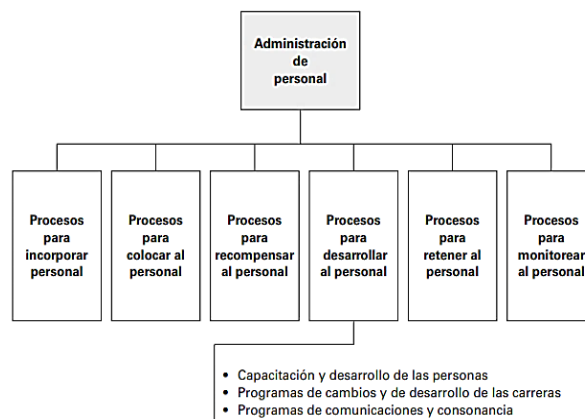 Administración
de
personal
Procesos
para
incorporar
personal
Procesos
para
colocar al
personal
Procesos
para
recompensar
al personal
Procesos
para
desarrollar
al personal
Procesos
para
retener al
personal
Procesos
para
monitorear
al personal
• Capacitación y desarrollo de las personas
• Programas de cambios y de desarrollo de las carreras
• Programas de comunicaciones y consonancia